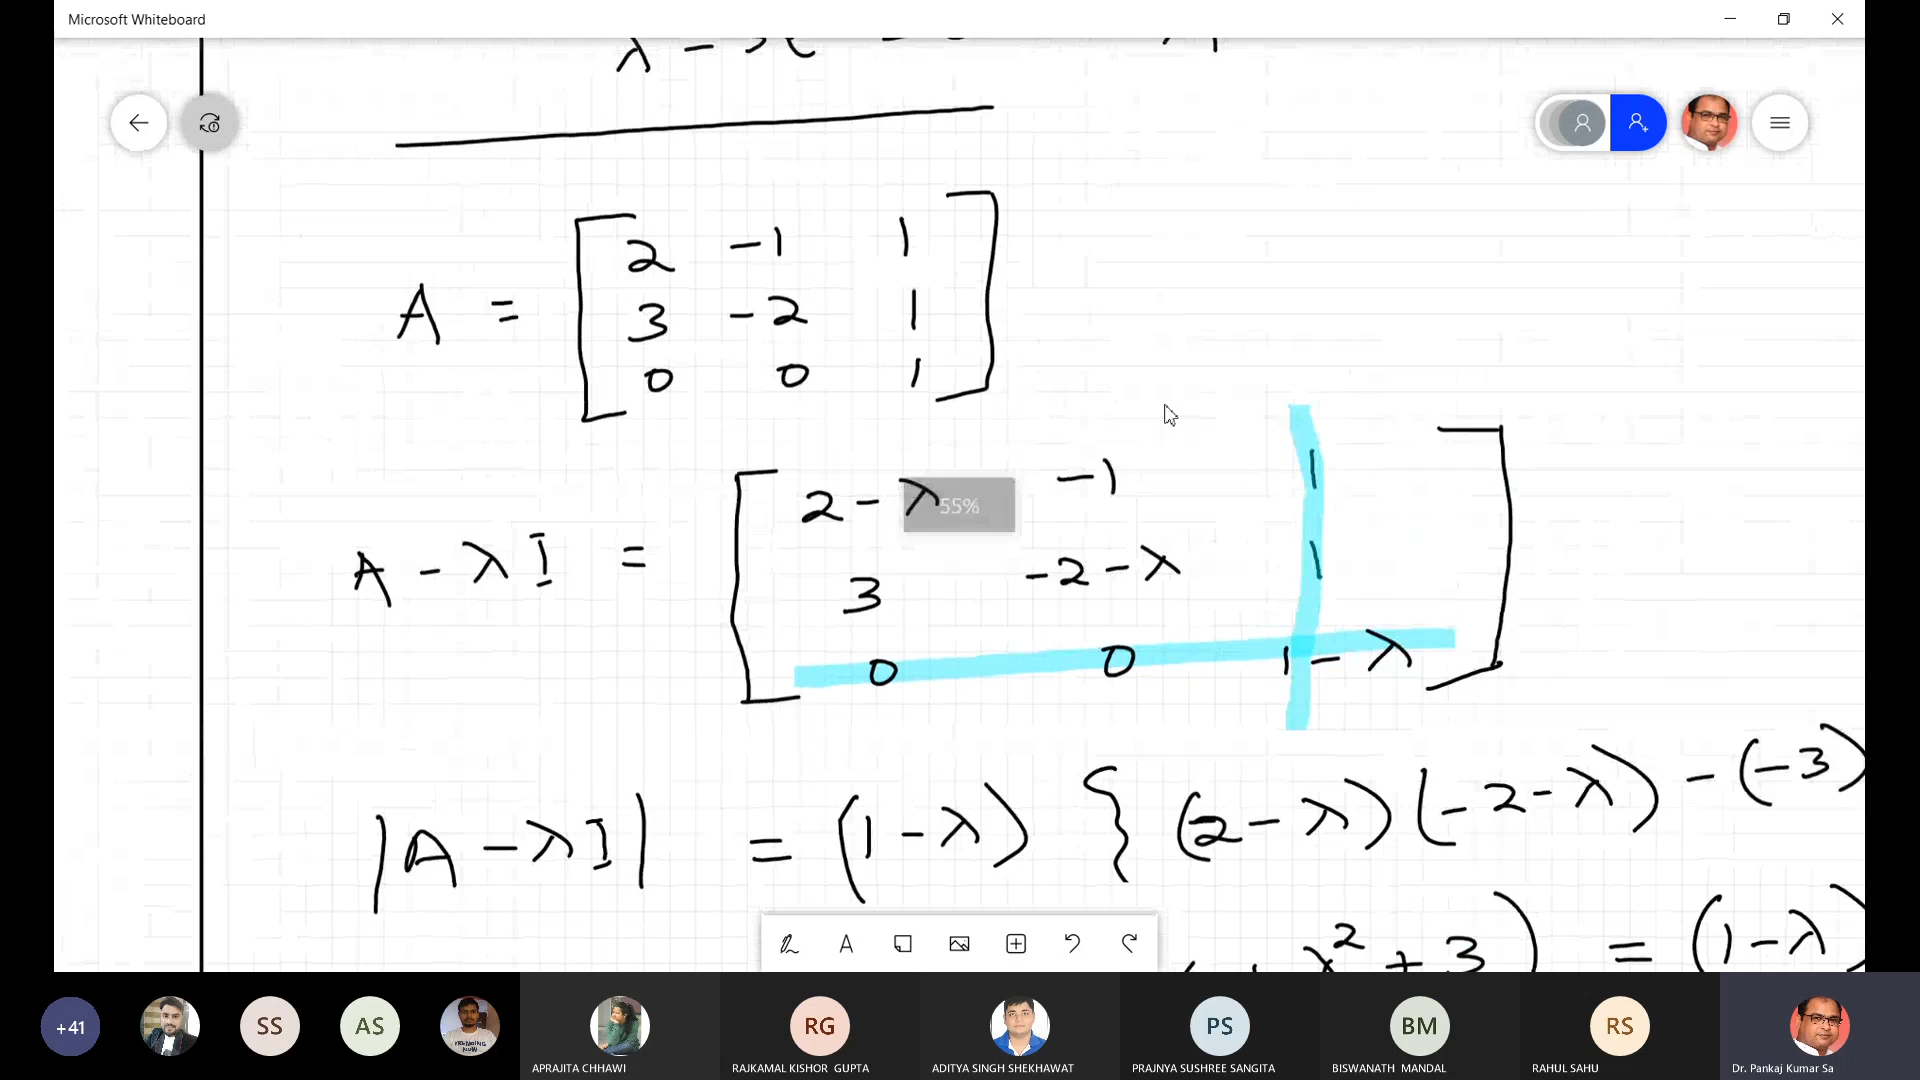 Microsoft Whiteboard
A = [ 2 -1 1
3 -2 1
0 0 1 ]
A - λI = [ 2 - λ -1 1
3 -2 - λ 1
0 0 1 - λ ]
55%
|A - λI| = (1 - λ) { (2 - λ)(-2 - λ) - (-3)
λ² + 3) = (1 - λ)
+41
SS
AS
TRENDING NOW
RG
PS
BM
RS
APRAJITA CHHAWI
RAJKAMAL KISHOR GUPTA
ADITYA SINGH SHEKHAWAT
PRAJNYA SUSHREE SANGITA
BISWANATH MANDAL
RAHUL SAHU
Dr. Pankaj Kumar Sa